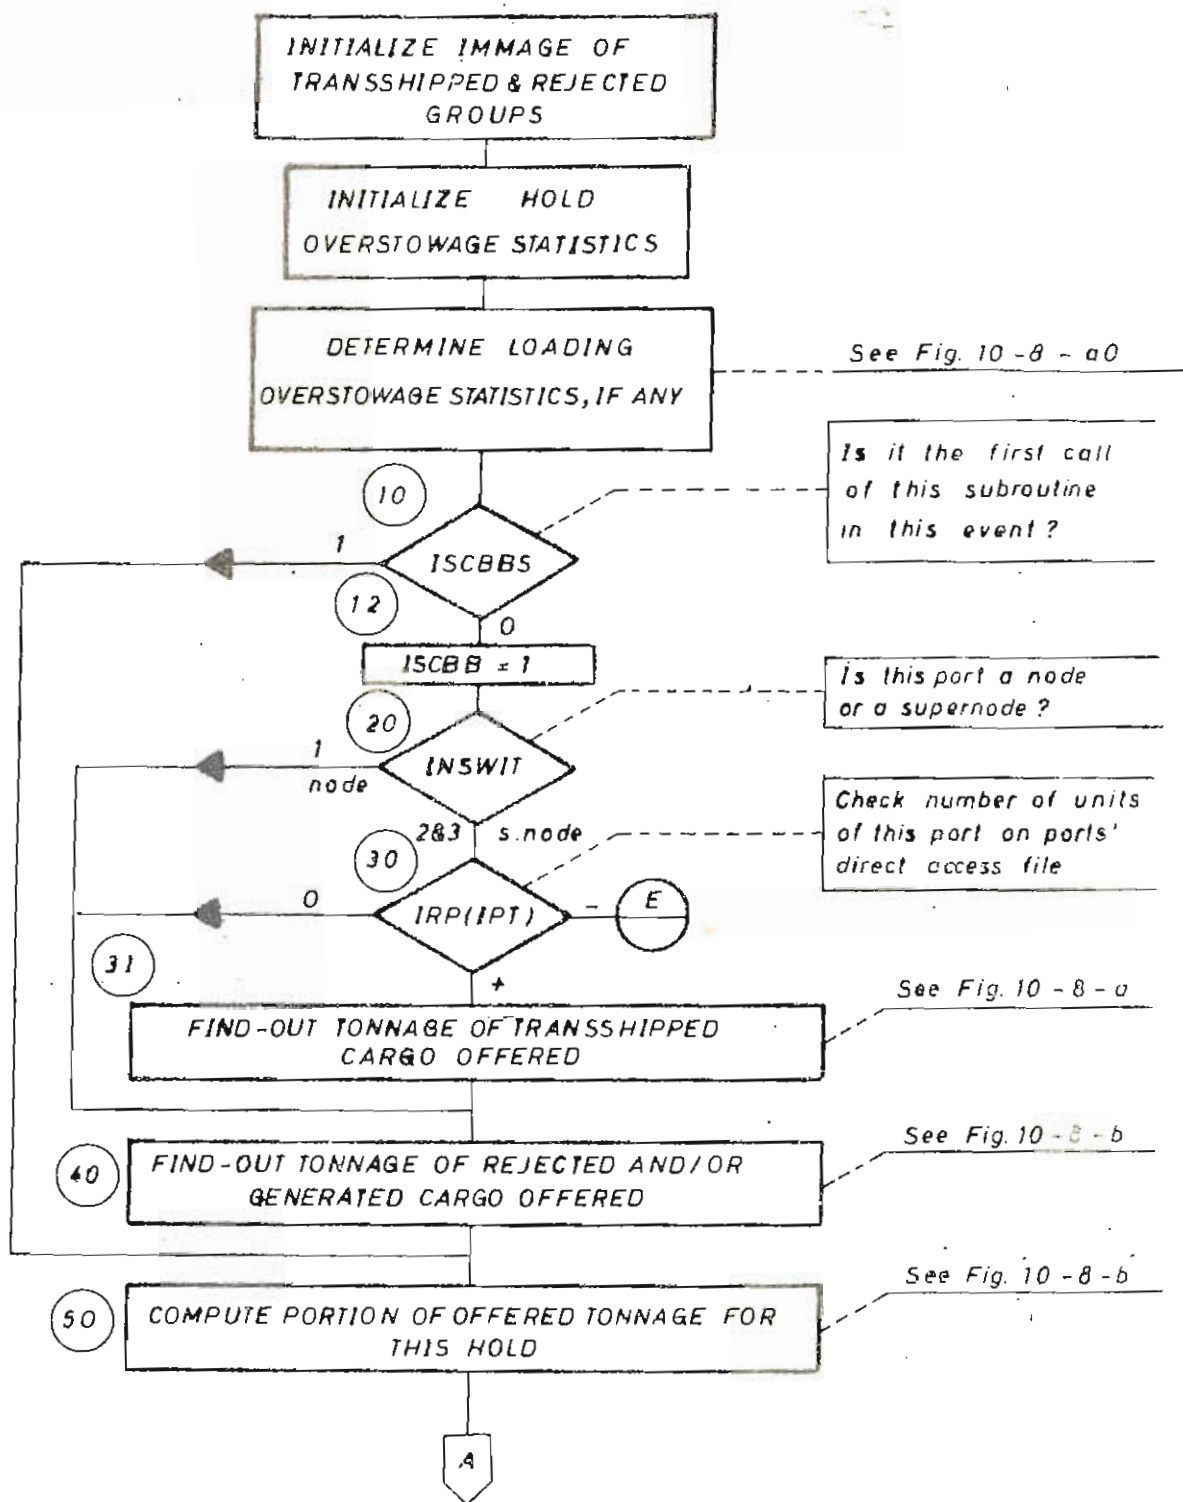 INITIALIZE IMMAGE OF
TRANSSHIPPED & REJECTED
GROUPS
INITIALIZE HOLD
OVERSTOWAGE STATISTICS
DETERMINE LOADING
OVERSTOWAGE STATISTICS, IF ANY
See Fig. 10-8-a0
10
Is it the first call
of this subroutine
in this event?
ISCBBS
1
12
0
ISCBB = 1
20
Is this port a node
or a supernode?
INSWIT
1
node
2&3 s.node
30
Check number of units
of this port on ports'
direct access file
IRP(IPT)
0
-
E
+
31
See Fig. 10-8-a
FIND-OUT TONNAGE OF TRANSSHIPPED
CARGO OFFERED
See Fig. 10-8-b
40
FIND-OUT TONNAGE OF REJECTED AND/OR
GENERATED CARGO OFFERED
See Fig. 10-8-b
50
COMPUTE PORTION OF OFFERED TONNAGE FOR
THIS HOLD
A